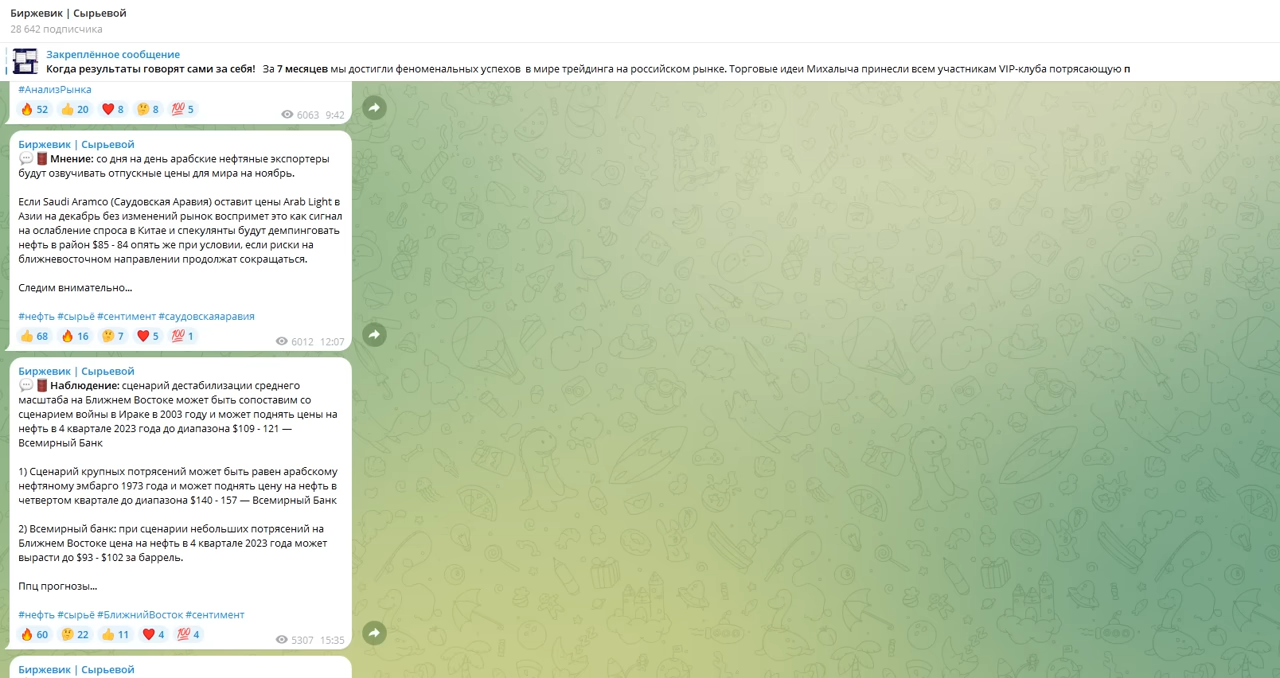 Биржевик | Сырьевой
28 642 подписчика
Закреплённое сообщение
Когда результаты говорят сами за себя! За 7 месяцев мы достигли феноменальных успехов в мире трейдинга на российском рынке. Торговые идеи Михалыча принесли всем участникам VIP-клуба потрясающую п
#АнализРынка
52 20 8 8 100 5
6063 9:42
Биржевик | Сырьевой
Мнение: со дня на день арабские нефтяные экспортеры
будут озвучивать отпускные цены для мира на ноябрь.
Если Saudi Aramco (Саудовская Аравия) оставит цены Arab Light в
Азии на декабрь без изменений рынок воспримет это как сигнал
на ослабление спроса в Китае и спекулянты будут демпинговать
нефть в район $85 - 84 опять же при условии, если риски на
ближневосточном направлении продолжат сокращаться.
Следим внимательно...
#нефть #сырьё #сентимент #саудовскаяаравия
68 16 7 5 100 1
6012 12:07
Биржевик | Сырьевой
Наблюдение: сценарий дестабилизации среднего
масштаба на Ближнем Востоке может быть сопоставим со
сценарием войны в Ираке в 2003 году и может поднять цены на
нефть в 4 квартале 2023 года до диапазона $109 - 121 —
Всемирный Банк
1) Сценарий крупных потрясений может быть равен арабскому
нефтяному эмбарго 1973 года и может поднять цену на нефть в
четвертом квартале до диапазона $140 - 157 — Всемирный Банк
2) Всемирный банк: при сценарии небольших потрясений на
Ближнем Востоке цена на нефть в 4 квартале 2023 года может
вырасти до $93 - $102 за баррель.
Ппц прогнозы...
#нефть #сырьё #БлижнийВосток #сентимент
60 22 11 4 100 4
5307 15:35
Биржевик | Сырьевой